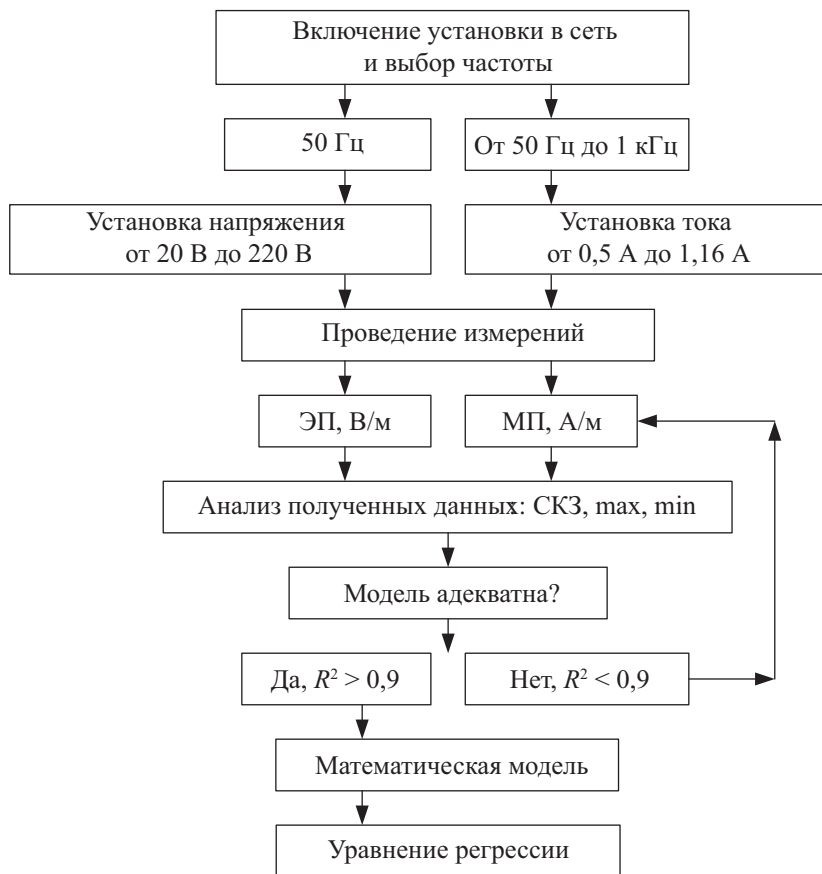 Включение установки в сеть
и выбор частоты
50 Гц
От 50 Гц до 1 кГц
Установка напряжения
от 20 В до 220 В
Установка тока
от 0,5 А до 1,16 А
Проведение измерений
ЭП, В/м
МП, А/м
Анализ полученных данных: СКЗ, max, min
Модель адекватна?
Да, R² > 0,9
Нет, R² < 0,9
Математическая модель
Уравнение регрессии